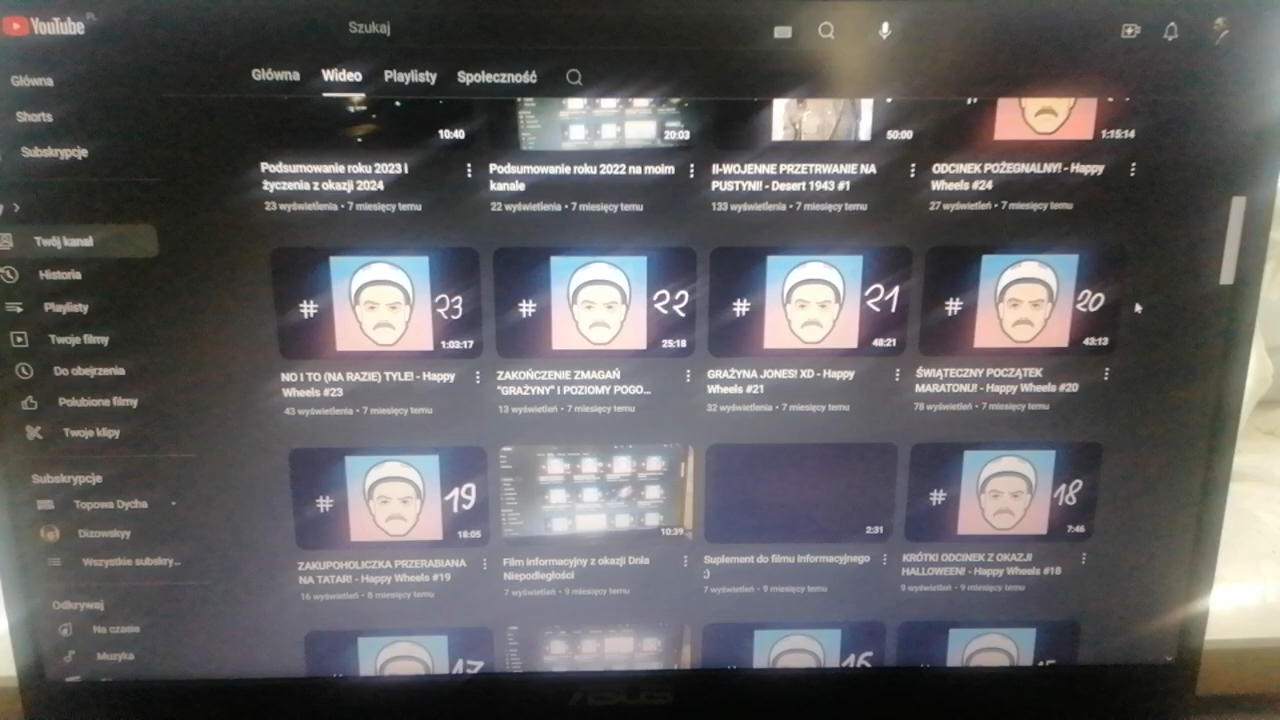 YouTube PL
Szukaj
Główna
Shorts
Subskrypcje
Twój kanał
Historia
Playlisty
Twoje filmy
Do obejrzenia
Polubione filmy
Twoje klipy
Subskrypcje
Topowa Dycha
Dizowskyy
Wszystkie subskry...
Odkrywaj
Na czasie
Muzyka
Główna Wideo Playlisty Społeczność
10:40
Podsumowanie roku 2023 i
życzenia z okazji 2024
23 wyświetlenia • 7 miesięcy temu
20:03
Podsumowanie roku 2022 na moim
kanale
22 wyświetlenia • 7 miesięcy temu
50:00
II-WOJENNE PRZETRWANIE NA
PUSTYNI! - Desert 1943 #1
133 wyświetlenia • 7 miesięcy temu
1:15:14
ODCINEK POŻEGNALNY! - Happy
Wheels #24
27 wyświetleń • 7 miesięcy temu
# 23
1:03:17
NO I TO (NA RAZIE) TYLE! - Happy
Wheels #23
43 wyświetlenia • 7 miesięcy temu
# 22
25:18
ZAKOŃCZENIE ZMAGAŃ
"GRAŻYNY" I POZIOMY POGO...
13 wyświetleń • 7 miesięcy temu
# 21
48:21
GRAŻYNA JONES! XD - Happy
Wheels #21
32 wyświetlenia • 7 miesięcy temu
# 20
43:13
ŚWIĄTECZNY POCZĄTEK
MARATONU! - Happy Wheels #20
78 wyświetleń • 7 miesięcy temu
# 19
18:05
ZAKUPOHOLICZKA PRZERABIANA
NA TATAR! - Happy Wheels #19
16 wyświetleń • 8 miesięcy temu
10:39
Film informacyjny z okazji Dnia
Niepodległości
7 wyświetleń • 9 miesięcy temu
2:31
Suplement do filmu informacyjnego
;)
7 wyświetleń • 9 miesięcy temu
# 18
7:46
KRÓTKI ODCINEK Z OKAZJI
HALLOWEEN! - Happy Wheels #18
9 wyświetleń • 9 miesięcy temu
17
16
15
ASUS